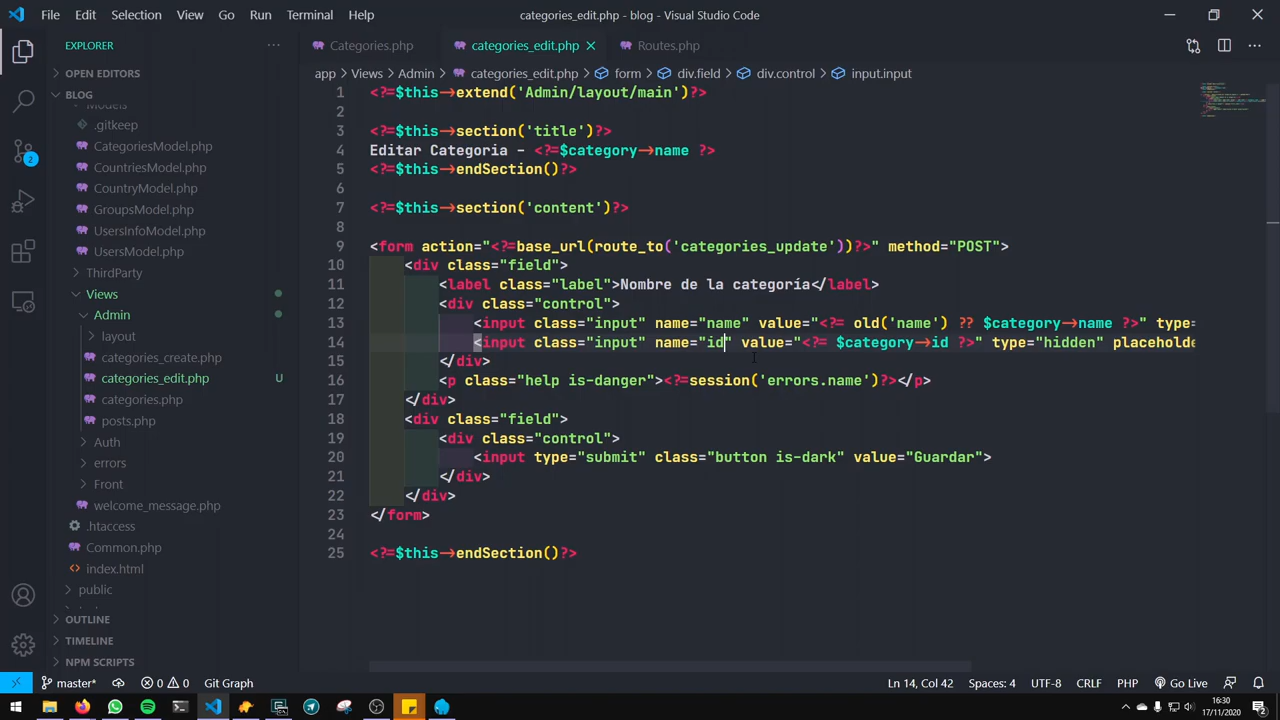 File Edit Selection View Go Run Terminal Help categories_edit.php - blog - Visual Studio Code
EXPLORER
Categories.php categories_edit.php Routes.php
app Views Admin categories_edit.php form div.field div.control input.input
OPEN EDITORS
BLOG
Models
.gitkeep
CategoriesModel.php
CountriesModel.php
CountryModel.php
GroupsModel.php
UsersInfoModel.php
UsersModel.php
ThirdParty
Views
Admin
layout
categories_create.php
categories_edit.php U
categories.php
posts.php
Auth
errors
Front
welcome_message.php
.htaccess
Common.php
index.html
public
OUTLINE
TIMELINE
NPM SCRIPTS
1 <?=$this->extend('Admin/layout/main')?>
2
3 <?=$this->section('title')?>
4 Editar Categoria - <?=$category->name ?>
5 <?=$this->endSection()?>
6
7 <?=$this->section('content')?>
8
9 <form action="<?=base_url(route_to('categories_update'))?>" method="POST">
10 <div class="field">
11 <label class="label">Nombre de la categoría</label>
12 <div class="control">
13 <input class="input" name="name" value="<?= old('name') ?? $category->name ?>" type=
14 <input class="input" name="id" value="<?= $category->id ?>" type="hidden" placeholde
15 </div>
16 <p class="help is-danger"><?=session('errors.name')?></p>
17 </div>
18 <div class="field">
19 <div class="control">
20 <input type="submit" class="button is-dark" value="Guardar">
21 </div>
22 </div>
23 </form>
24
25 <?=$this->endSection()?>
2
master* 0 0 Git Graph Ln 14, Col 42 Spaces: 4 UTF-8 CRLF PHP Go Live
16:30
17/11/2020
2